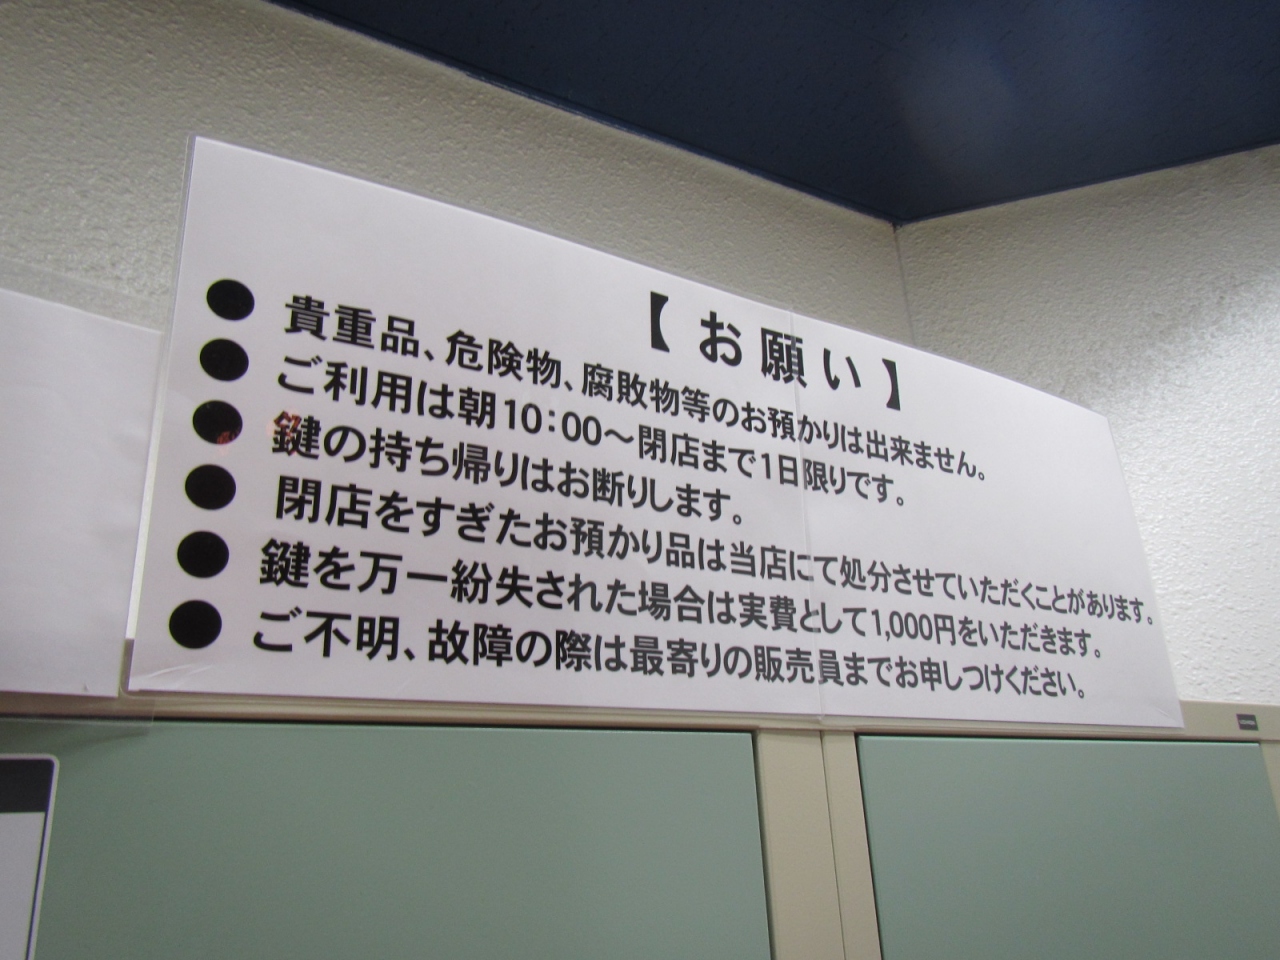 【お願い】
● 貴重品、危険物、腐敗物等のお預かりは出来ません。
● ご利用は朝10:00～閉店まで1日限りです。
● 鍵の持ち帰りはお断りします。
● 閉店をすぎたお預かり品は当店にて処分させていただくことがあります。
● 鍵を万一紛失された場合は実費として1,000円をいただきます。
● ご不明、故障の際は最寄りの販売員までお申しつけください。